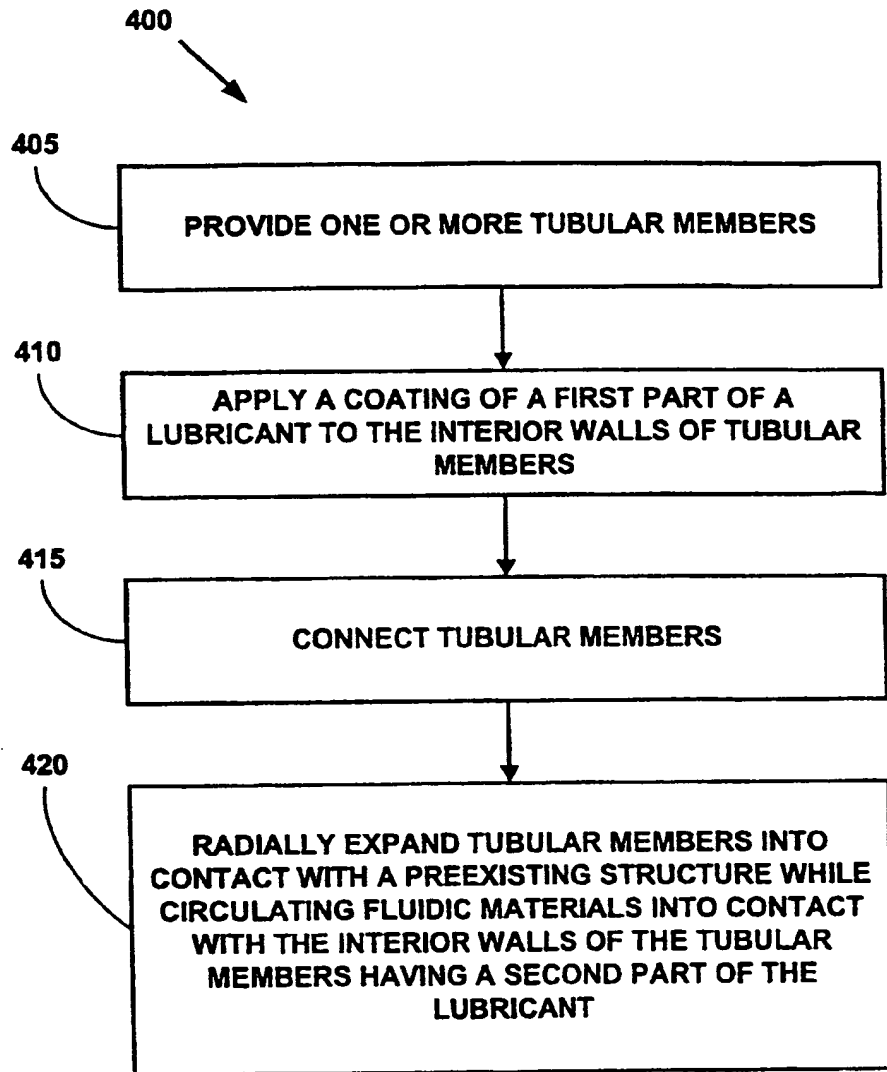 400
405
PROVIDE ONE OR MORE TUBULAR MEMBERS
410
APPLY A COATING OF A FIRST PART OF A
LUBRICANT TO THE INTERIOR WALLS OF TUBULAR
MEMBERS
415
CONNECT TUBULAR MEMBERS
420
RADIALLY EXPAND TUBULAR MEMBERS INTO
CONTACT WITH A PREEXISTING STRUCTURE WHILE
CIRCULATING FLUIDIC MATERIALS INTO CONTACT
WITH THE INTERIOR WALLS OF THE TUBULAR
MEMBERS HAVING A SECOND PART OF THE
LUBRICANT